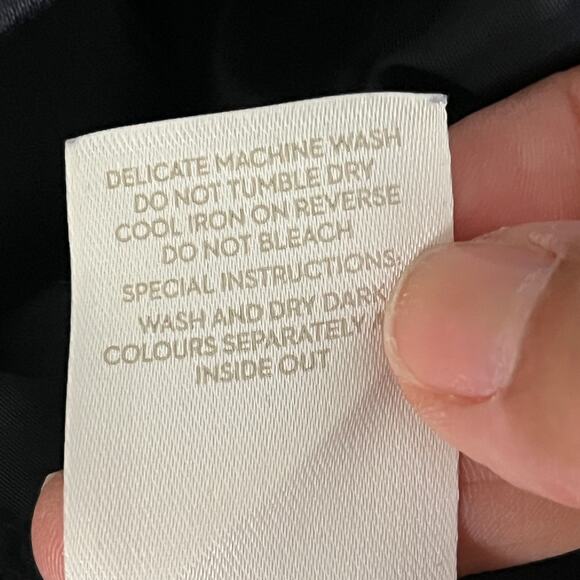 DELICATE MACHINE WASH
DO NOT TUMBLE DRY
COOL IRON ON REVERSE
DO NOT BLEACH
SPECIAL INSTRUCTIONS:
WASH AND DRY DARK
COLOURS SEPARATELY
INSIDE OUT